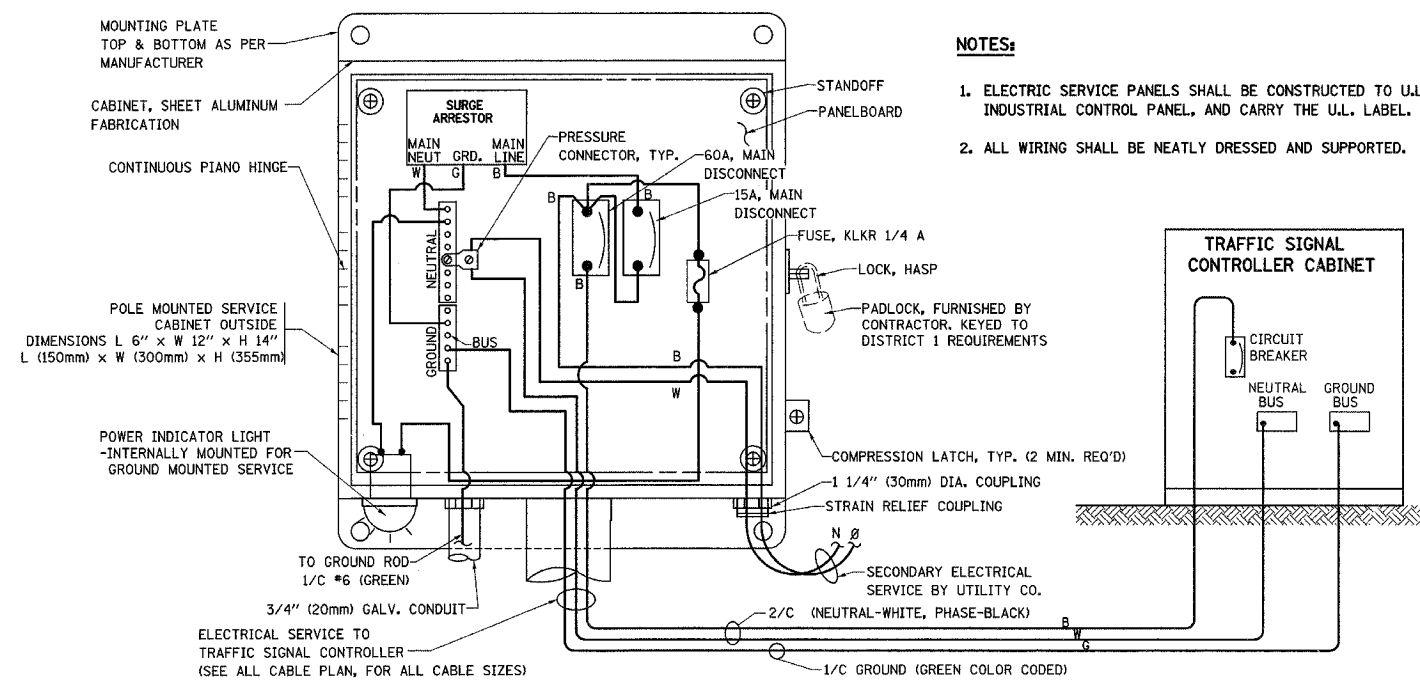 MOUNTING PLATE
TOP & BOTTOM AS PER
MANUFACTURER
CABINET, SHEET ALUMINUM
FABRICATION
CONTINUOUS PIANO HINGE
POLE MOUNTED SERVICE
CABINET OUTSIDE
DIMENSIONS L 6" x W 12" x H 14"
L (150mm) x W (300mm) x H (355mm)
POWER INDICATOR LIGHT
-INTERNALLY MOUNTED FOR
GROUND MOUNTED SERVICE
TO GROUND ROD
1/C #6 (GREEN)
3/4" (20mm) GALV. CONDUIT
ELECTRICAL SERVICE TO
TRAFFIC SIGNAL CONTROLLER
(SEE ALL CABLE PLAN, FOR ALL CABLE SIZES)
SURGE
ARRESTOR
MAIN
NEUT
GRD.
MAIN
LINE
W
G
B
PRESSURE
CONNECTOR, TYP.
NEUTRAL
GROUND
BUS
B
B
B
B
W
STANDOFF
PANELBOARD
60A, MAIN
DISCONNECT
15A, MAIN
DISCONNECT
FUSE, KLKR 1/4 A
LOCK, HASP
PADLOCK, FURNISHED BY
CONTRACTOR. KEYED TO
DISTRICT 1 REQUIREMENTS
COMPRESSION LATCH, TYP. (2 MIN. REQ'D)
1 1/4" (30mm) DIA. COUPLING
STRAIN RELIEF COUPLING
N Ø
SECONDARY ELECTRICAL
SERVICE BY UTILITY CO.
2/C (NEUTRAL-WHITE, PHASE-BLACK)
B
W
G
1/C GROUND (GREEN COLOR CODED)
NOTES:
1. ELECTRIC SERVICE PANELS SHALL BE CONSTRUCTED TO U.L
INDUSTRIAL CONTROL PANEL, AND CARRY THE U.L. LABEL.
2. ALL WIRING SHALL BE NEATLY DRESSED AND SUPPORTED.
TRAFFIC SIGNAL
CONTROLLER CABINET
CIRCUIT
BREAKER
NEUTRAL
BUS
GROUND
BUS